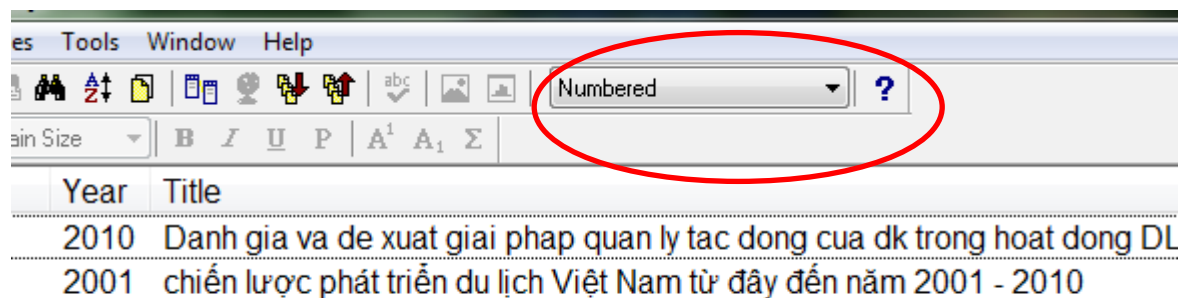 es Tools Window Help
A Z abc Numbered ?
ain Size B I U P A¹ A₁ Σ
Year Title
2010 Danh gia va de xuat giai phap quan ly tac dong cua dk trong hoat dong DL
2001 chiến lược phát triển du lịch Việt Nam từ đây đến năm 2001 - 2010